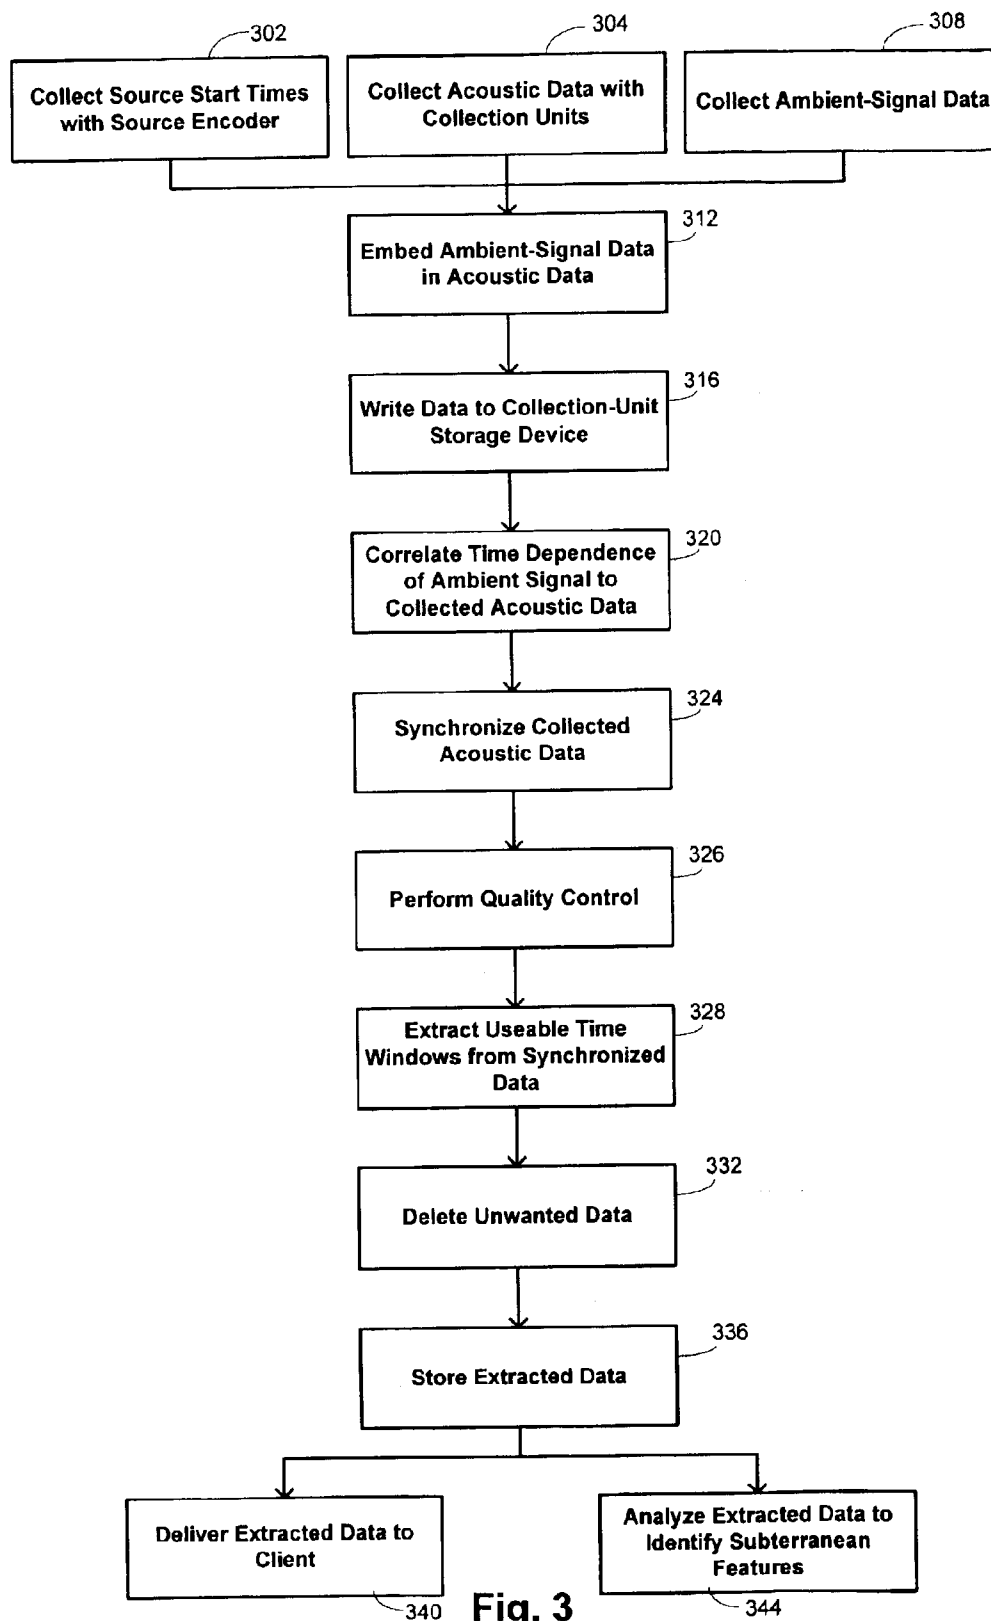 302
304
308
Collect Source Start Times
with Source Encoder
Collect Acoustic Data with
Collection Units
Collect Ambient-Signal Data
312
Embed Ambient-Signal Data
in Acoustic Data
316
Write Data to Collection-Unit
Storage Device
320
Correlate Time Dependence
of Ambient Signal to
Collected Acoustic Data
324
Synchronize Collected
Acoustic Data
326
Perform Quality Control
328
Extract Useable Time
Windows from Synchronized
Data
332
Delete Unwanted Data
336
Store Extracted Data
Deliver Extracted Data to
Client
340
Analyze Extracted Data to
Identify Subterranean
Features
344
Fig. 3